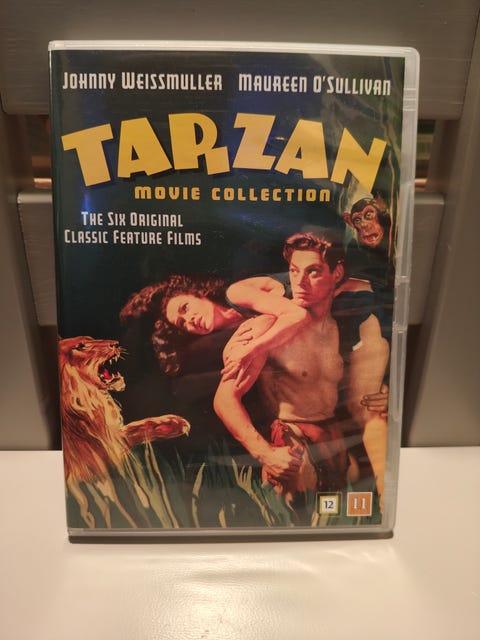 JOHNNY WEISSMULLER MAUREEN O'SULLIVAN
TARZAN
MOVIE COLLECTION
THE SIX ORIGINAL
CLASSIC FEATURE FILMS
12 11